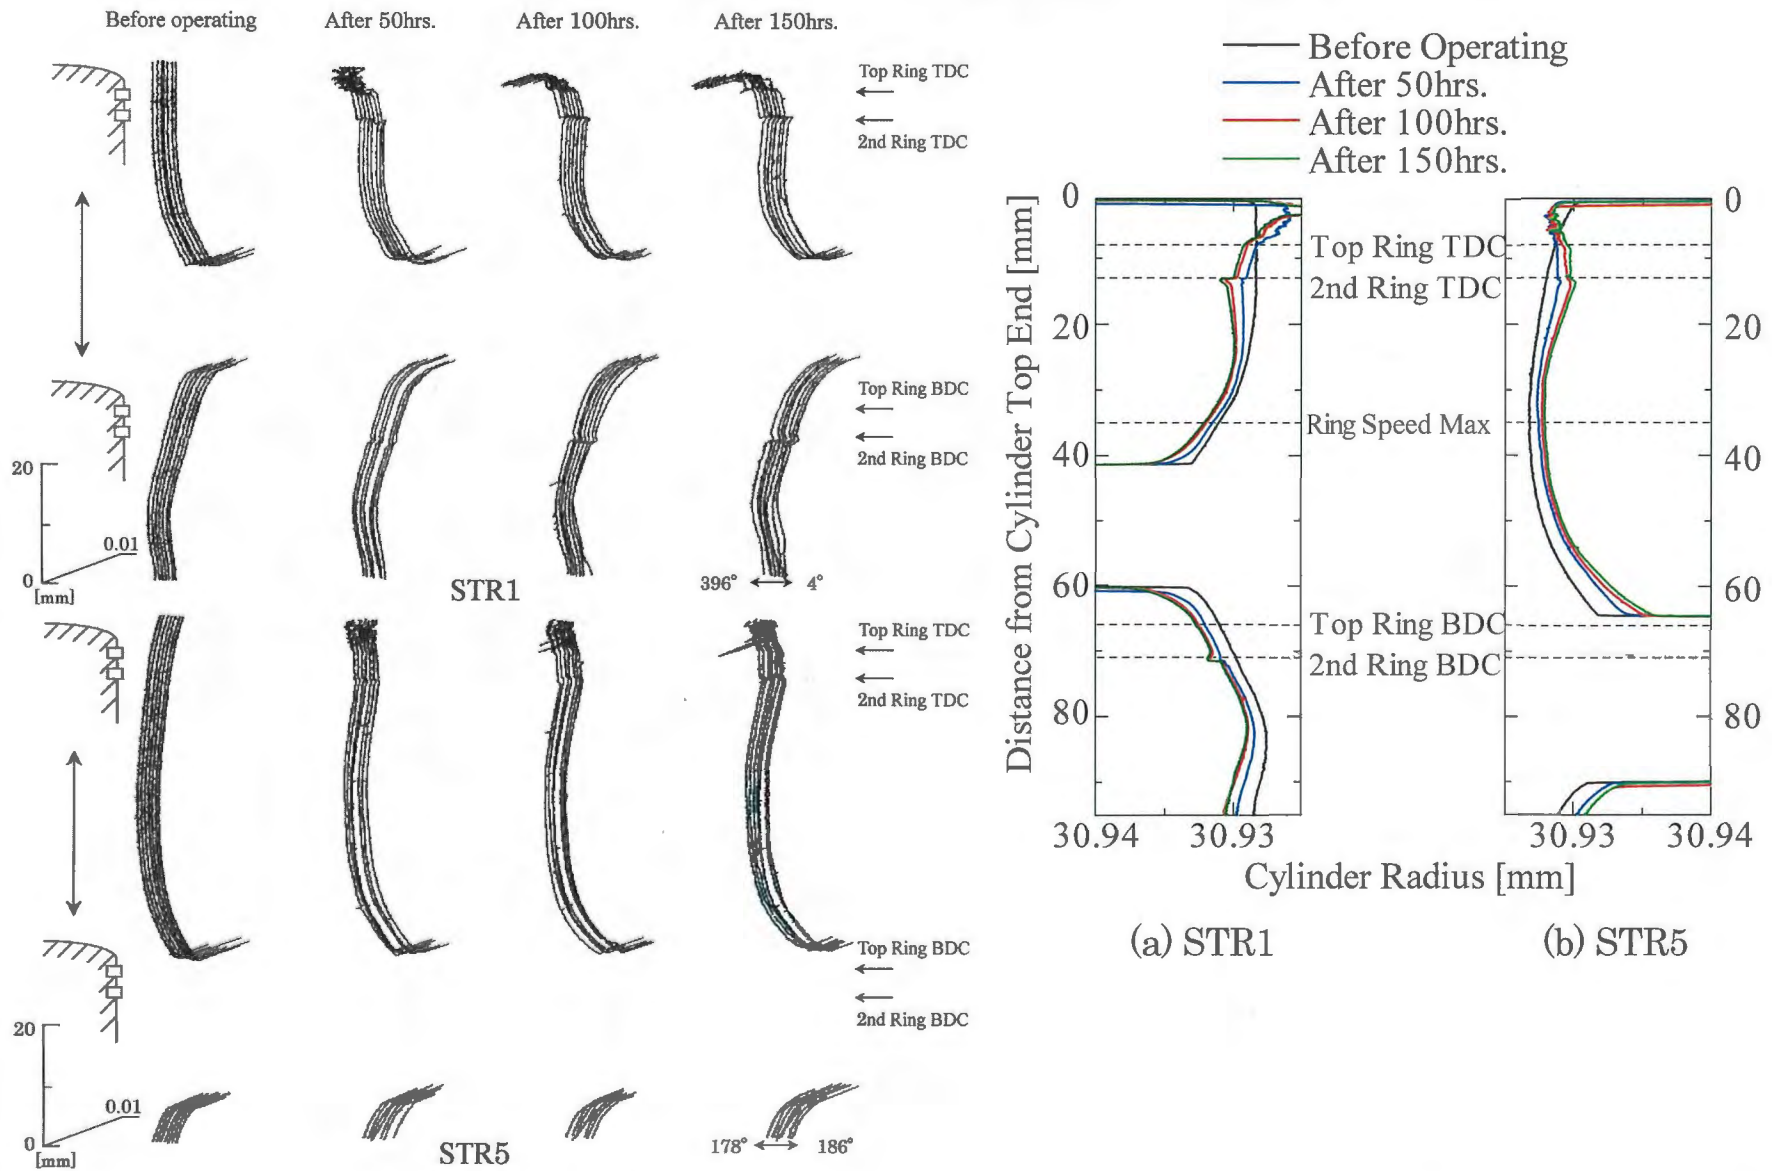 Before operating
After 50hrs.
After 100hrs.
After 150hrs.
Top Ring TDC
2nd Ring TDC
Top Ring BDC
2nd Ring BDC
20
0.01
0
[mm]
STR1
396° 4°
Top Ring TDC
2nd Ring TDC
Top Ring BDC
2nd Ring BDC
20
0.01
0
[mm]
STR5
178° 186°
Before Operating
After 50hrs.
After 100hrs.
After 150hrs.
Distance from Cylinder Top End [mm]
0
20
40
60
80
Top Ring TDC
2nd Ring TDC
Ring Speed Max
Top Ring BDC
2nd Ring BDC
0
20
40
60
80
30.94 30.93
30.93 30.94
Cylinder Radius [mm]
(a) STR1
(b) STR5